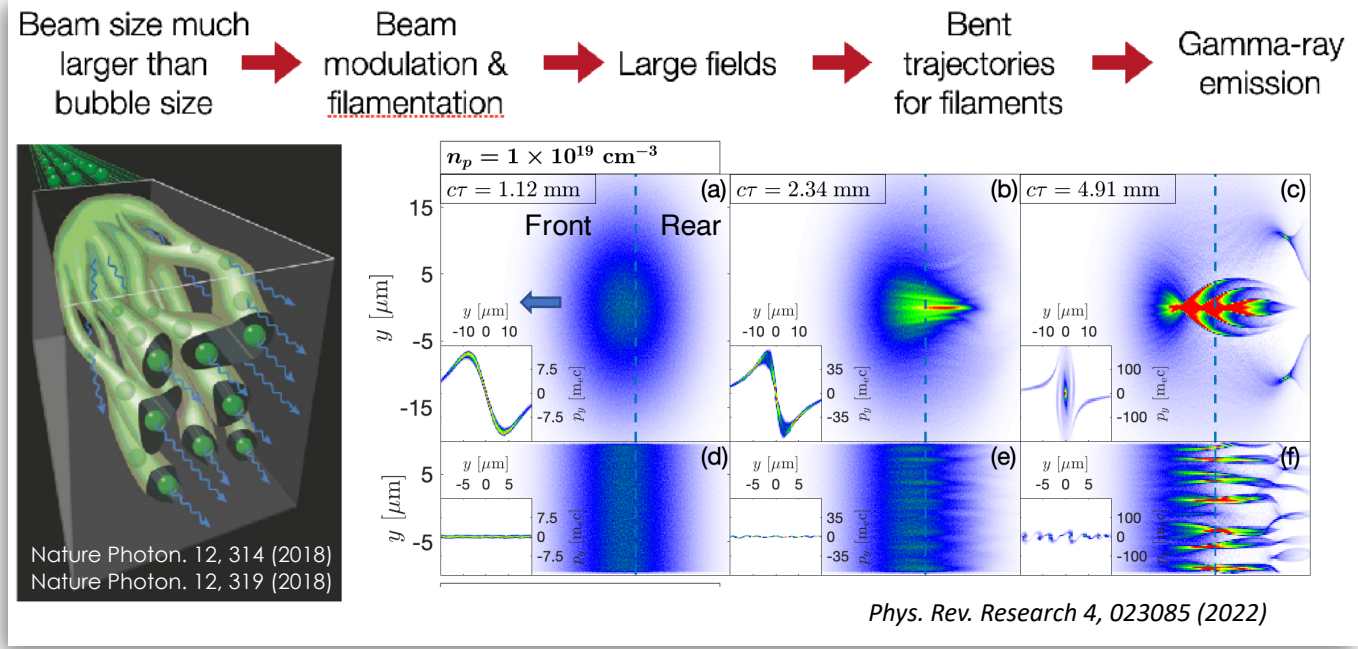 Beam size much
larger than
bubble size
Beam
modulation &
filamentation
Large fields
Bent
trajectories
for filaments
Gamma-ray
emission
Nature Photon. 12, 314 (2018)
Nature Photon. 12, 319 (2018)
n_p = 1 × 10^19 cm^−3
cτ = 1.12 mm
(a)
Front
Rear
15
5
-5
-15
y [μm]
y [μm]
-10 0 10
7.5
0
-7.5
p_y [m_e c]
cτ = 2.34 mm
(b)
y [μm]
-10 0 10
35
0
-35
p_y [m_e c]
cτ = 4.91 mm
(c)
y [μm]
-10 0 10
100
0
-100
p_y [m_e c]
(d)
5
-5
y [μm]
y [μm]
-5 0 5
7.5
0
-7.5
p_y [m_e c]
(e)
y [μm]
-5 0 5
35
0
-35
p_y [m_e c]
(f)
y [μm]
-5 0 5
100
0
-100
Phys. Rev. Research 4, 023085 (2022)